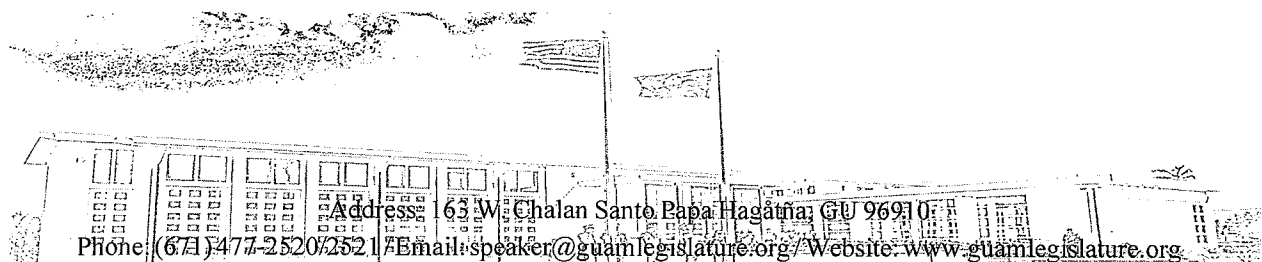 Address: 163 W. Chalan Santo Papa Hagåtña, GU 96910
Phone: (671)477-2520/2521 / Email: speaker@guamlegislature.org / Website: www.guamlegislature.org